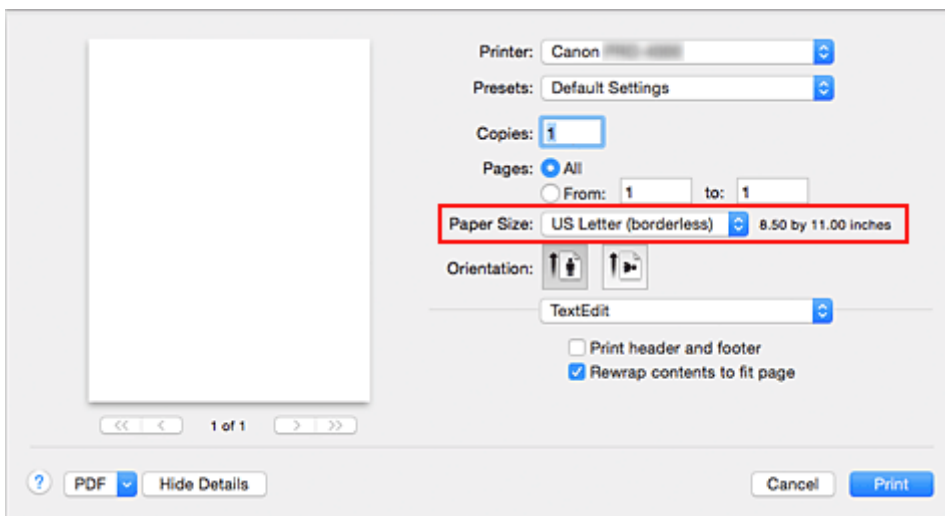 Printer: Canon
Presets: Default Settings
Copies: 1
Pages: All
From: 1 to: 1
Paper Size: US Letter (borderless) 8.50 by 11.00 inches
Orientation:
TextEdit
Print header and footer
Rewrap contents to fit page
<< < 1 of 1 > >>
? PDF Hide Details Cancel Print